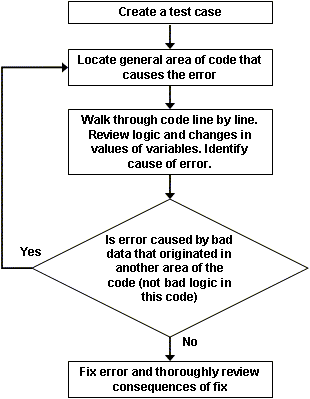 Create a test case
Locate general area of code that
causes the error
Walk through code line by line.
Review logic and changes in
values of variables. Identify
cause of error.
Is error caused by bad
data that originated in
another area of the
code (not bad logic in
this code)
Yes
No
Fix error and thoroughly review
consequences of fix